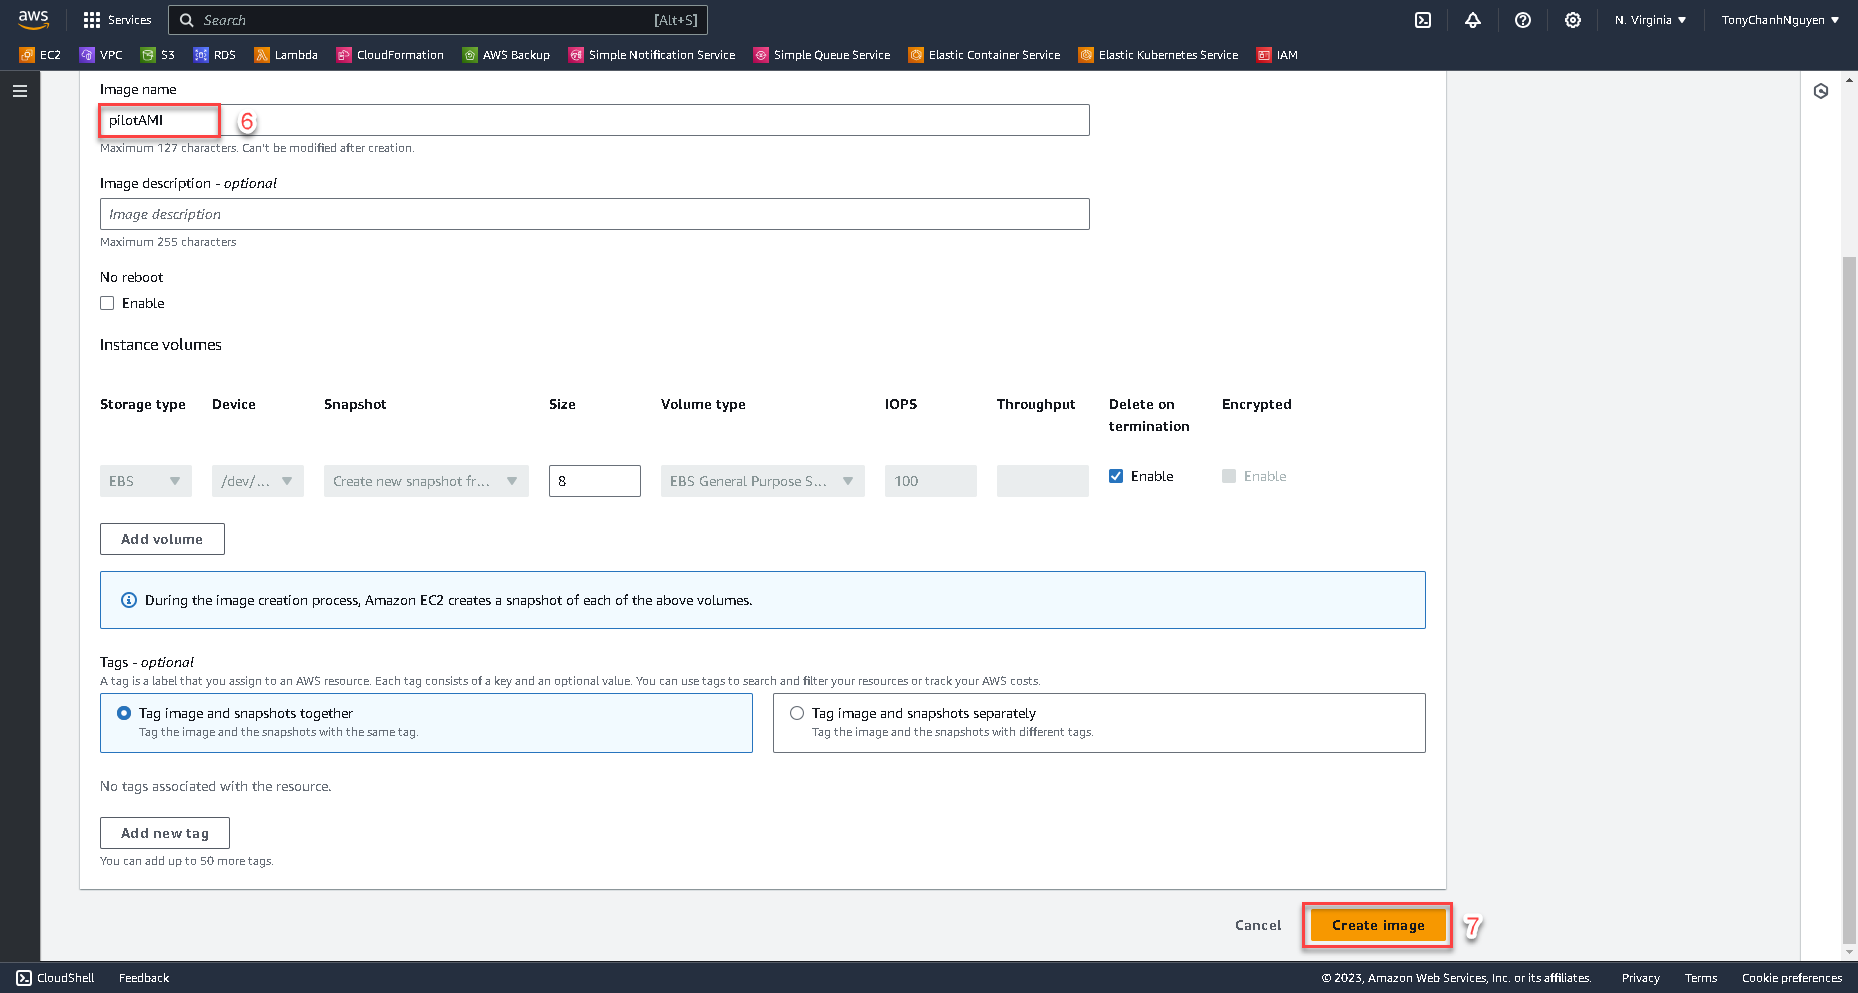 aws
Services
Search
[Alt+S]
N. Virginia
TonyChanhNguyen
EC2
VPC
S3
RDS
Lambda
CloudFormation
AWS Backup
Simple Notification Service
Simple Queue Service
Elastic Container Service
Elastic Kubernetes Service
IAM
Image name
pilotAMI
6
Maximum 127 characters. Can't be modified after creation.
Image description - optional
Image description
Maximum 255 characters
No reboot
Enable
Instance volumes
Storage type
Device
Snapshot
Size
Volume type
IOPS
Throughput
Delete on
termination
Encrypted
EBS
/dev/...
Create new snapshot fr...
8
EBS General Purpose S...
100
Enable
Enable
Add volume
During the image creation process, Amazon EC2 creates a snapshot of each of the above volumes.
Tags - optional
A tag is a label that you assign to an AWS resource. Each tag consists of a key and an optional value. You can use tags to search and filter your resources or track your AWS costs.
Tag image and snapshots together
Tag the image and the snapshots with the same tag.
Tag image and snapshots separately
Tag the image and the snapshots with different tags.
No tags associated with the resource.
Add new tag
You can add up to 50 more tags.
Cancel
Create image
7
CloudShell
Feedback
© 2023, Amazon Web Services, Inc. or its affiliates.
Privacy
Terms
Cookie preferences